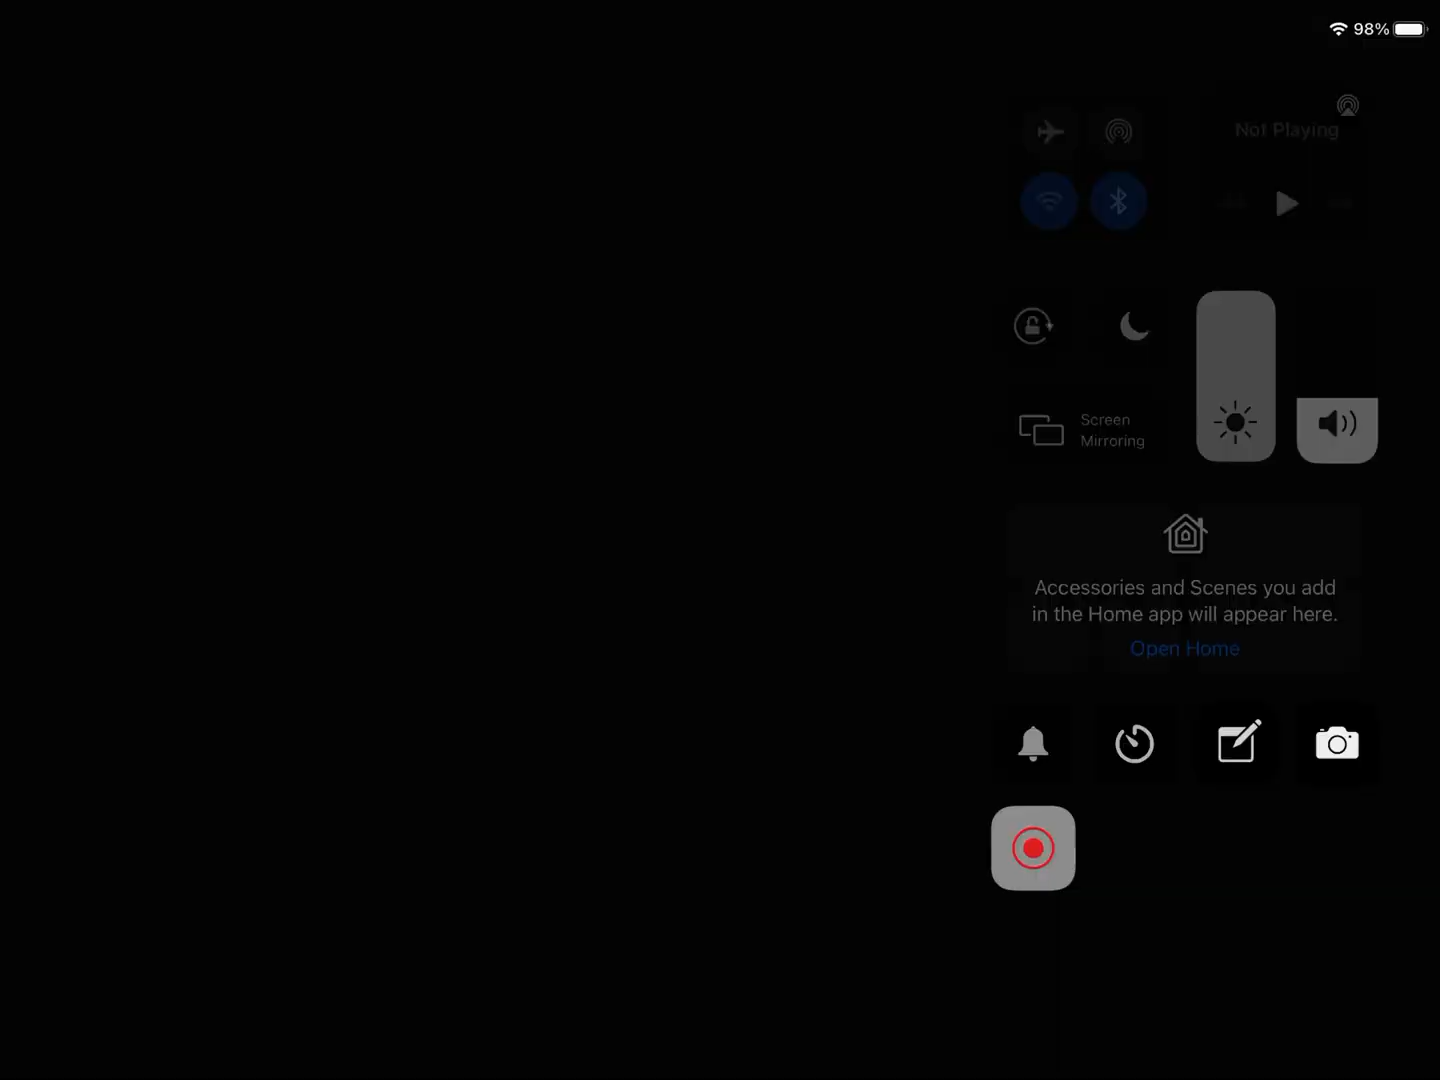 98%
Not Playing
Screen
Mirroring
Accessories and Scenes you add
in the Home app will appear here.
Open Home